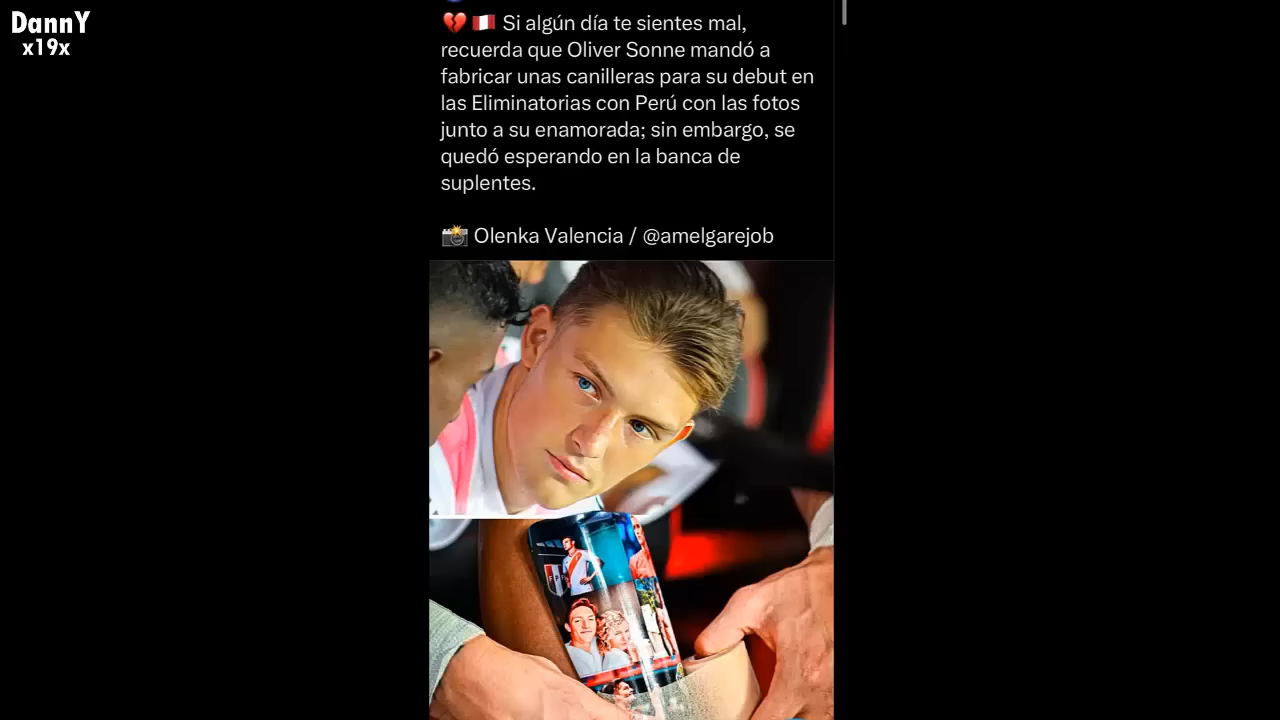 DannY
x19x
💔🇵🇪 Si algún día te sientes mal,
recuerda que Oliver Sonne mandó a
fabricar unas canilleras para su debut en
las Eliminatorias con Perú con las fotos
junto a su enamorada; sin embargo, se
quedó esperando en la banca de
suplentes.
📸 Olenka Valencia / @amelgarejob